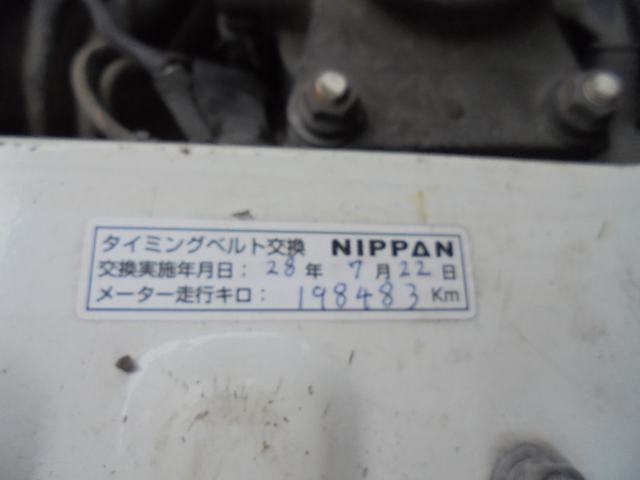 タイミングベルト交換 NIPPAN
交換実施年月日： 28 年 7 月 22 日
メーター走行キロ： 198483 Km